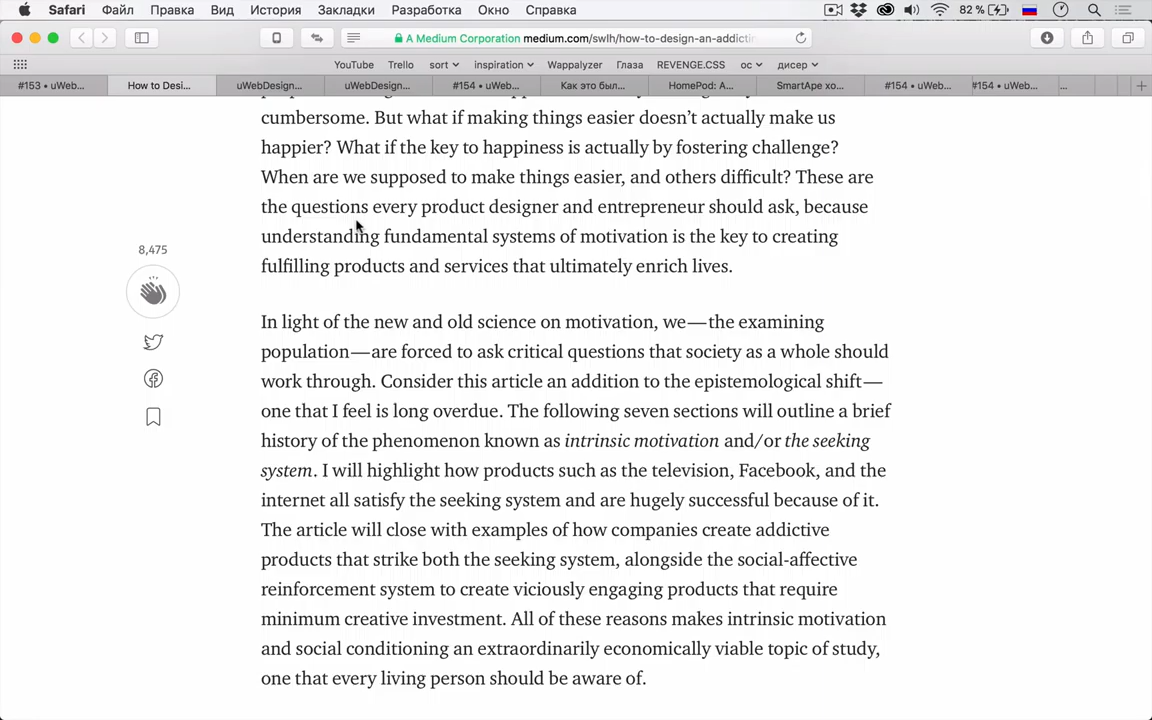 Safari Файл Правка Вид История Закладки Разработка Окно Справка 82 %
A Medium Corporation medium.com/swlh/how-to-design-an-addictin
YouTube Trello sort inspiration Wappalyzer Глаза REVENGE.CSS ос дисер
#153 • uWeb... How to Desi... uWebDesign... uWebDesign... #154 • uWeb... Как это был... HomePod: A... SmartApe хо... #154 • uWeb... #154 • uWeb... ...
cumbersome. But what if making things easier doesn’t actually make us
happier? What if the key to happiness is actually by fostering challenge?
When are we supposed to make things easier, and others difficult? These are
the questions every product designer and entrepreneur should ask, because
understanding fundamental systems of motivation is the key to creating
fulfilling products and services that ultimately enrich lives.
8,475
In light of the new and old science on motivation, we — the examining
population — are forced to ask critical questions that society as a whole should
work through. Consider this article an addition to the epistemological shift —
one that I feel is long overdue. The following seven sections will outline a brief
history of the phenomenon known as intrinsic motivation and/or the seeking
system. I will highlight how products such as the television, Facebook, and the
internet all satisfy the seeking system and are hugely successful because of it.
The article will close with examples of how companies create addictive
products that strike both the seeking system, alongside the social-affective
reinforcement system to create viciously engaging products that require
minimum creative investment. All of these reasons makes intrinsic motivation
and social conditioning an extraordinarily economically viable topic of study,
one that every living person should be aware of.